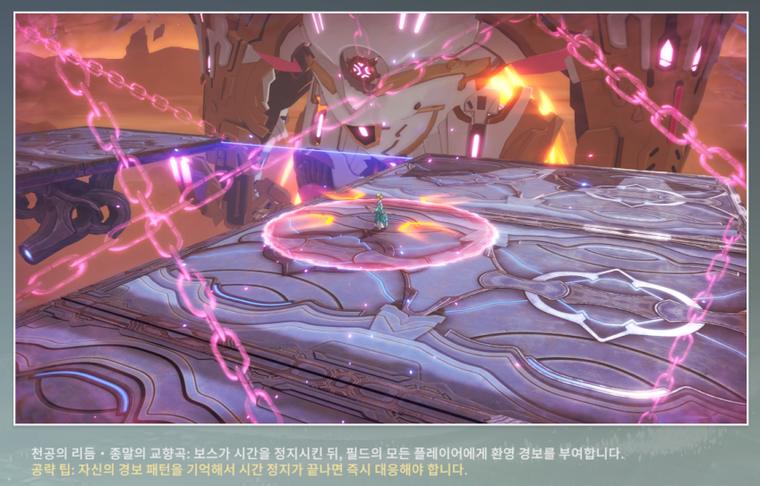 천공의 리듬 · 종말의 교향곡: 보스가 시간을 정지시킨 뒤, 필드의 모든 플레이어에게 환영 경보를 부여합니다.
공략 팁: 자신의 경보 패턴을 기억해서 시간 정지가 끝나면 즉시 대응해야 합니다.